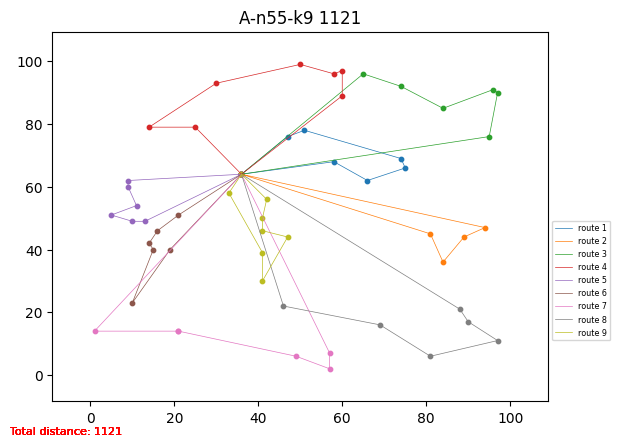 A-n55-k9 1121
100
80
60
40
20
0
0 20 40 60 80 100
route 1
route 2
route 3
route 4
route 5
route 6
route 7
route 8
route 9
Total distance: 1121